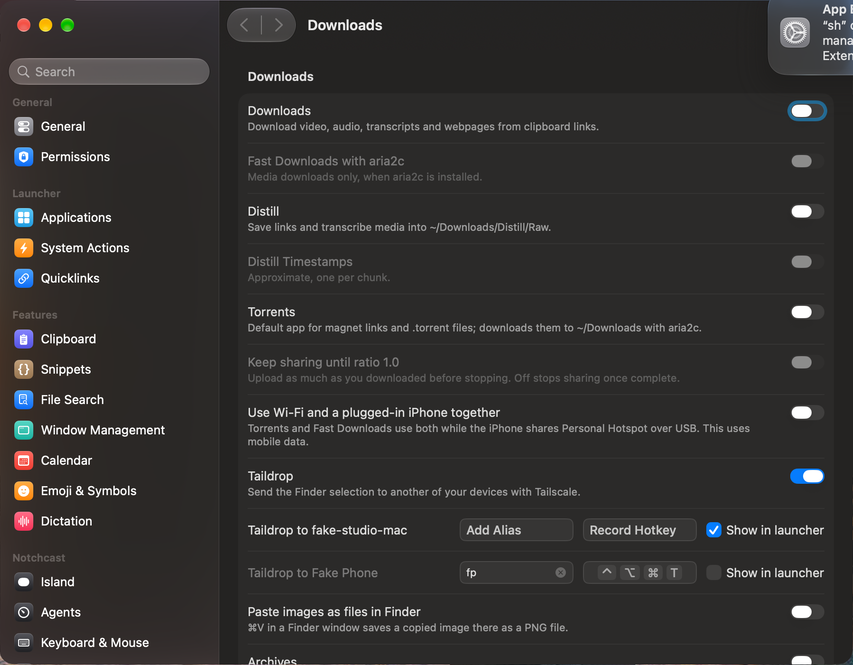 Downloads
Search
General
General
Permissions
Launcher
Applications
System Actions
Quicklinks
Features
Clipboard
Snippets
File Search
Window Management
Calendar
Emoji & Symbols
Dictation
Notchcast
Island
Agents
Keyboard & Mouse
Downloads
Downloads
Download video, audio, transcripts and webpages from clipboard links.
Fast Downloads with aria2c
Media downloads only, when aria2c is installed.
Distill
Save links and transcribe media into ~/Downloads/Distill/Raw.
Distill Timestamps
Approximate, one per chunk.
Torrents
Default app for magnet links and .torrent files; downloads them to ~/Downloads with aria2c.
Keep sharing until ratio 1.0
Upload as much as you downloaded before stopping. Off stops sharing once complete.
Use Wi-Fi and a plugged-in iPhone together
Torrents and Fast Downloads use both while the iPhone shares Personal Hotspot over USB. This uses
mobile data.
Taildrop
Send the Finder selection to another of your devices with Tailscale.
Taildrop to fake-studio-mac Add Alias Record Hotkey Show in launcher
Taildrop to Fake Phone fp ⌃ ⌥ ⌘ T Show in launcher
Paste images as files in Finder
⌘V in a Finder window saves a copied image there as a PNG file.
Archives
App
"sh"